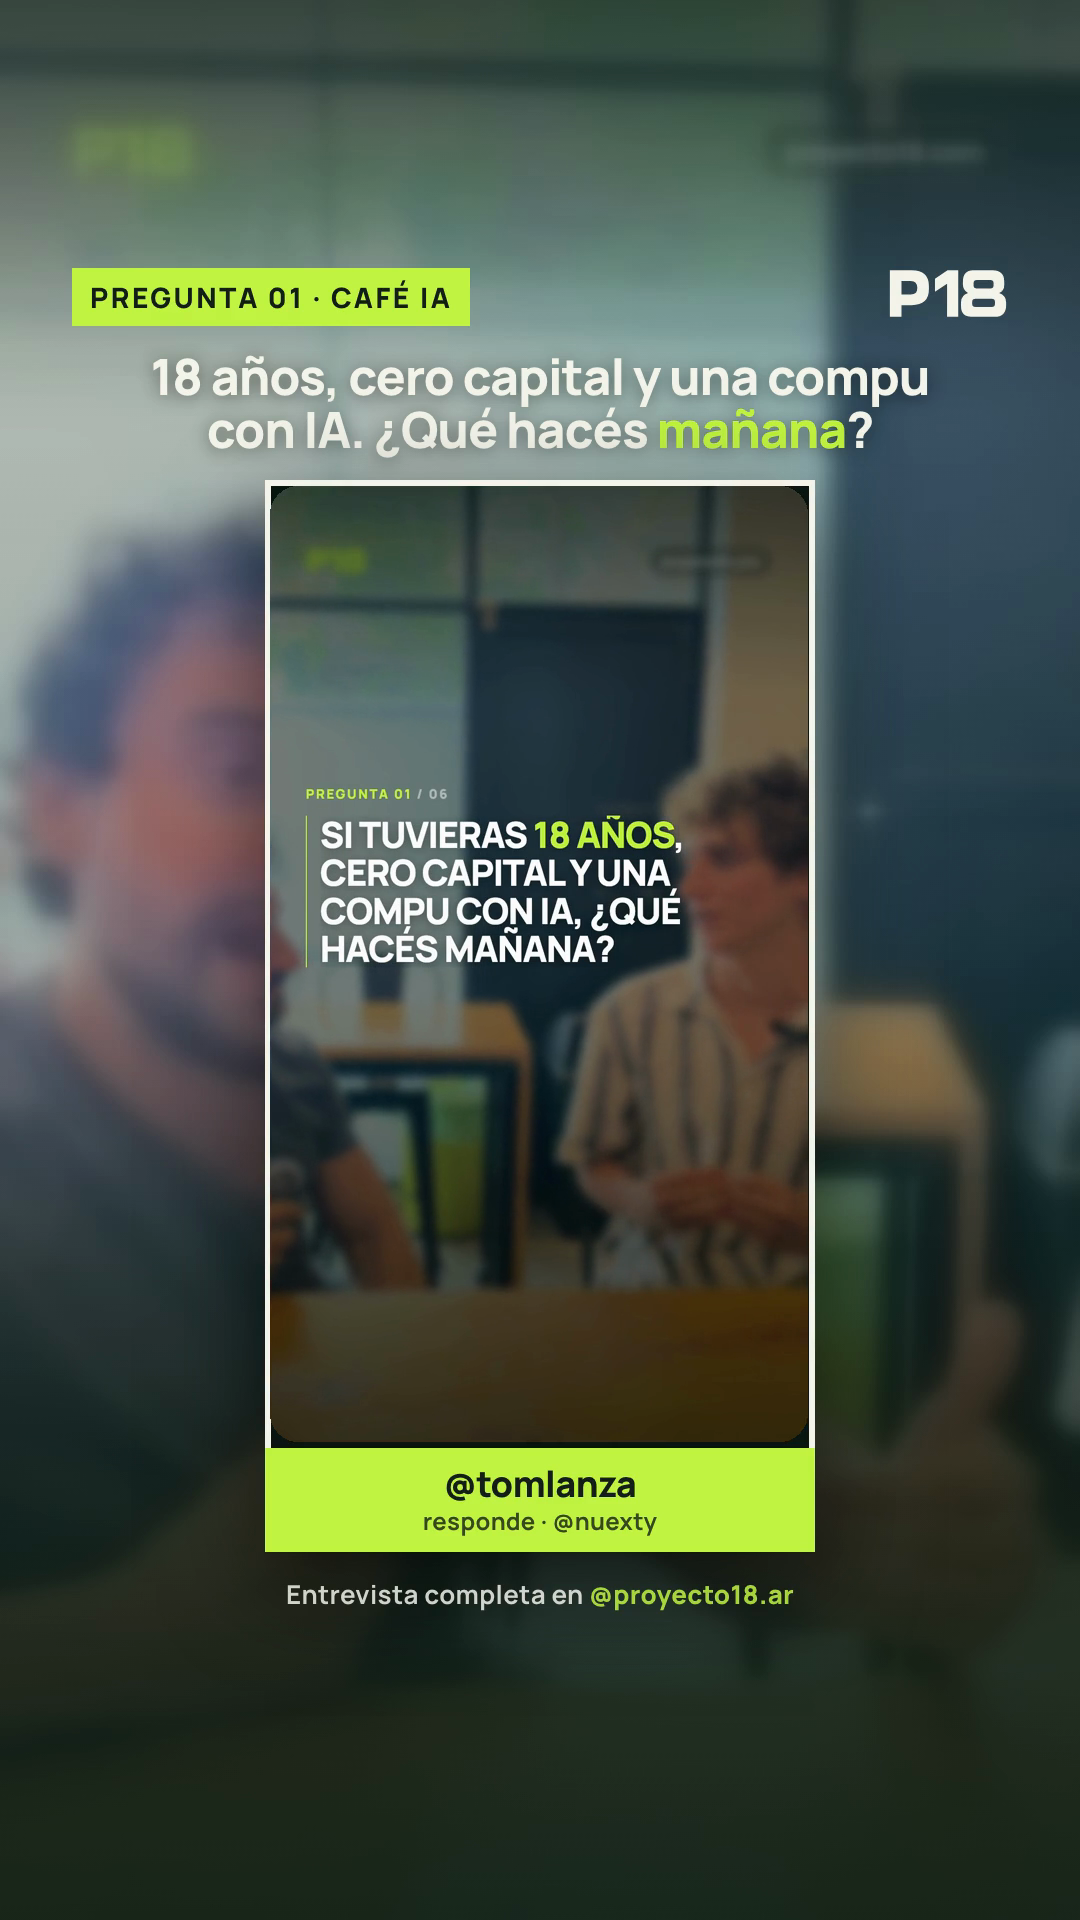 PREGUNTA 01 · CAFÉ IA
P18
18 años, cero capital y una compu
con IA. ¿Qué hacés mañana?
P18
PREGUNTA 01 / 06
SI TUVIERAS 18 AÑOS,
CERO CAPITAL Y UNA
COMPU CON IA, ¿QUÉ
HACÉS MAÑANA?
@tomlanza
responde · @nuexty
Entrevista completa en @proyecto18.ar